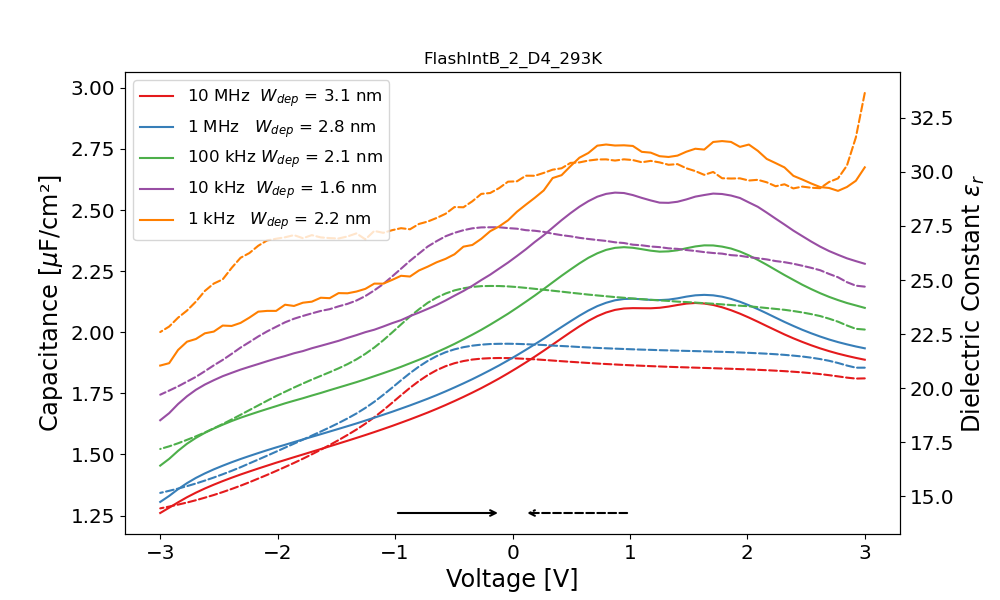 FlashIntB_2_D4_293K
10 MHz W_dep = 3.1 nm
1 MHz W_dep = 2.8 nm
100 kHz W_dep = 2.1 nm
10 kHz W_dep = 1.6 nm
1 kHz W_dep = 2.2 nm
Capacitance [μF/cm²]
3.00
2.75
2.50
2.25
2.00
1.75
1.50
1.25
32.5
30.0
27.5
25.0
22.5
20.0
17.5
15.0
Dielectric Constant ε_r
−3 −2 −1 0 1 2 3
Voltage [V]